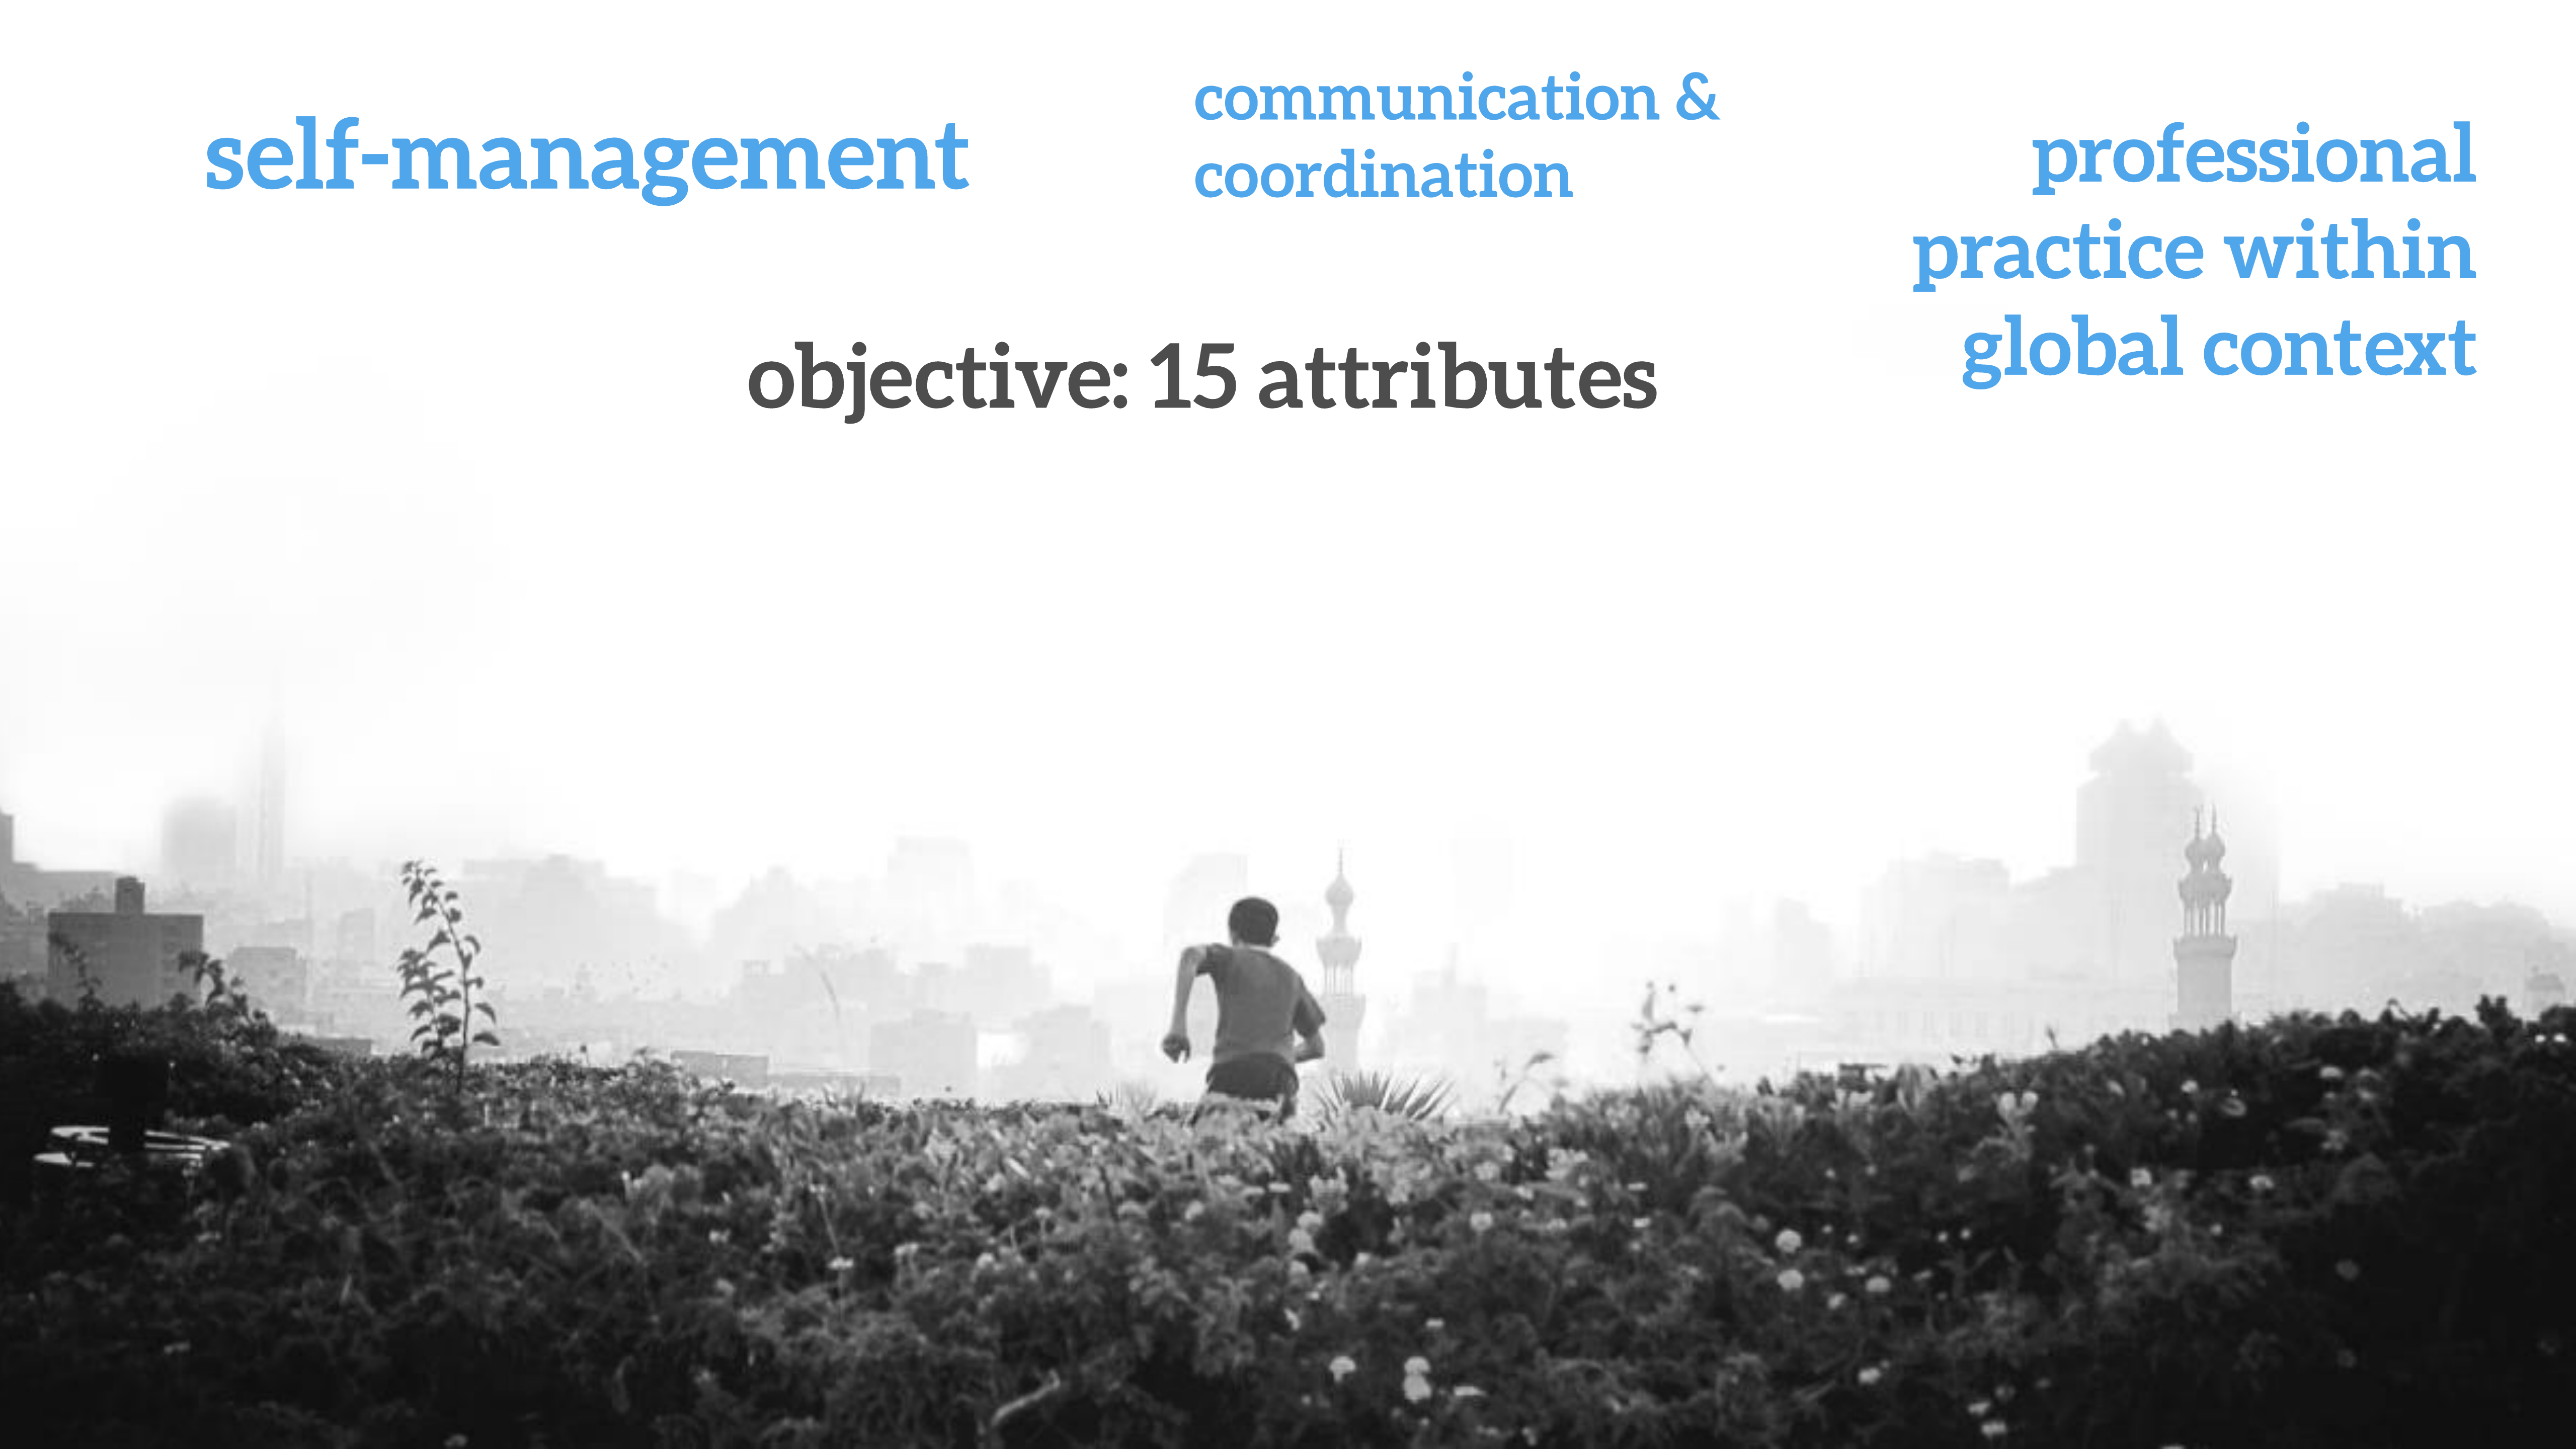 self-management
communication &
coordination
professional
practice within
global context
objective: 15 attributes